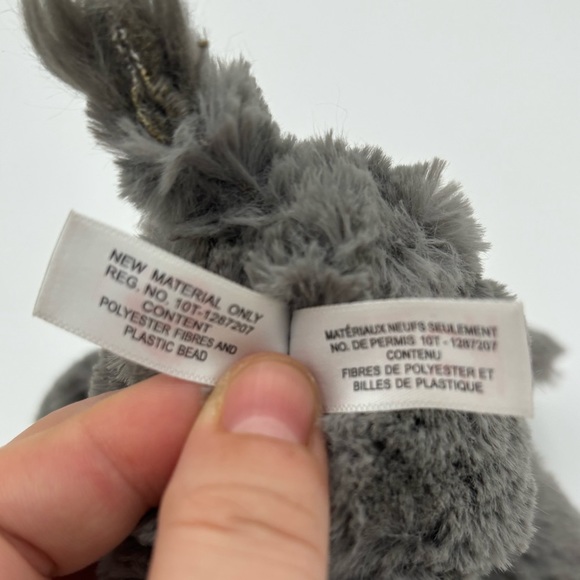 NEW MATERIAL ONLY
REG. NO. 10T-1287207
CONTENT
POLYESTER FIBRES AND
PLASTIC BEAD
MATÉRIAUX NEUFS SEULEMENT
NO. DE PERMIS 10T - 1287207
CONTENU
FIBRES DE POLYESTER ET
BILLES DE PLASTIQUE